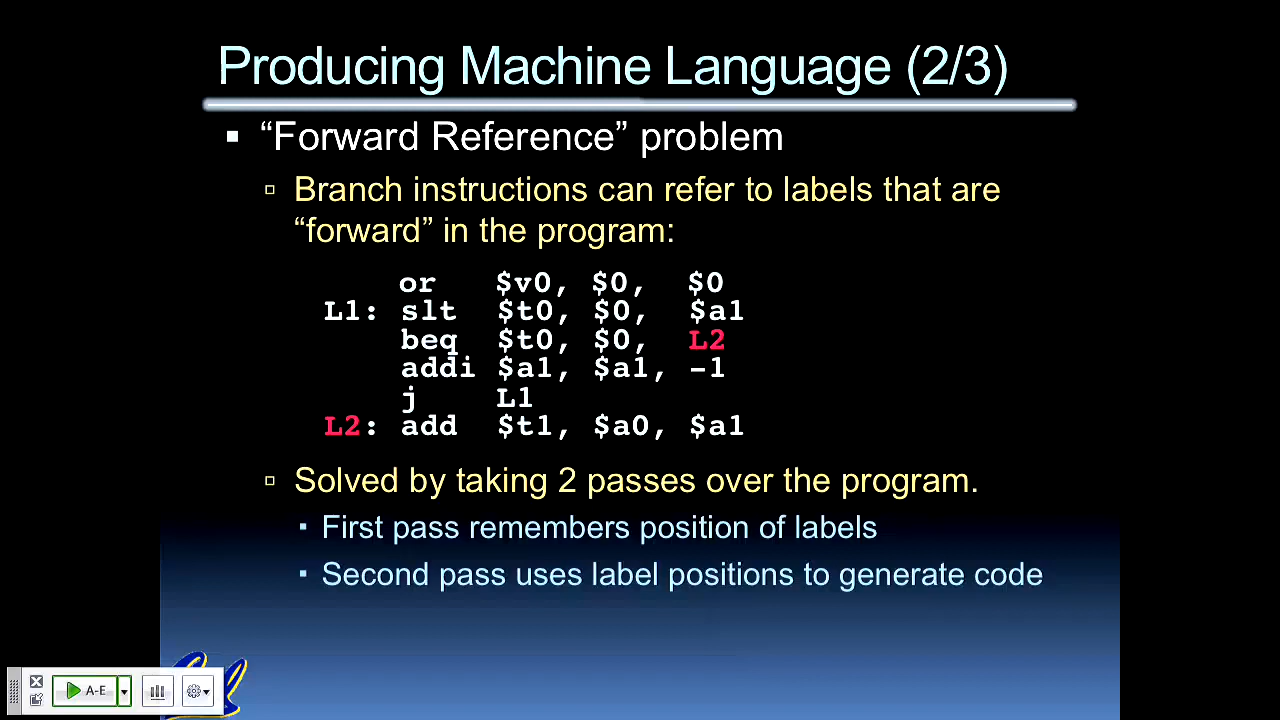 Producing Machine Language (2/3)
“Forward Reference” problem
Branch instructions can refer to labels that are
“forward” in the program:
or $v0, $0, $0
L1: slt $t0, $0, $a1
beq $t0, $0, L2
addi $a1, $a1, -1
j L1
L2: add $t1, $a0, $a1
Solved by taking 2 passes over the program.
First pass remembers position of labels
Second pass uses label positions to generate code
A-E